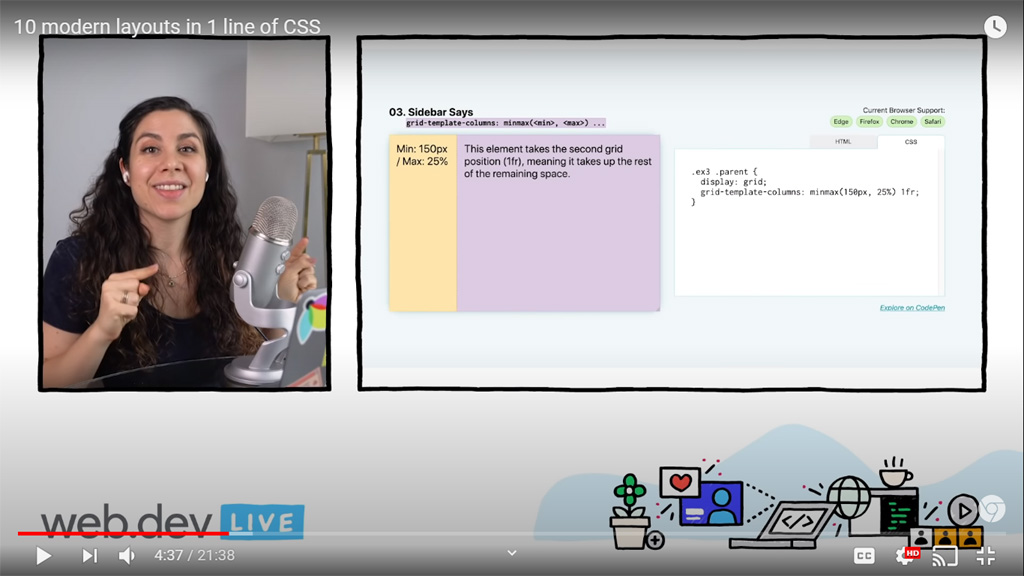 10 modern layouts in 1 line of CSS
03. Sidebar Says
grid-template-columns: minmax(<min>, <max>) ...
Min: 150px
/ Max: 25%
This element takes the second grid
position (1fr), meaning it takes up the rest
of the remaining space.
Current Browser Support:
Edge Firefox Chrome Safari
HTML CSS
.ex3 .parent {
display: grid;
grid-template-columns: minmax(150px, 25%) 1fr;
}
Explore on CodePen
</> 
web.dev LIVE
4:37 / 21:38
CC HD